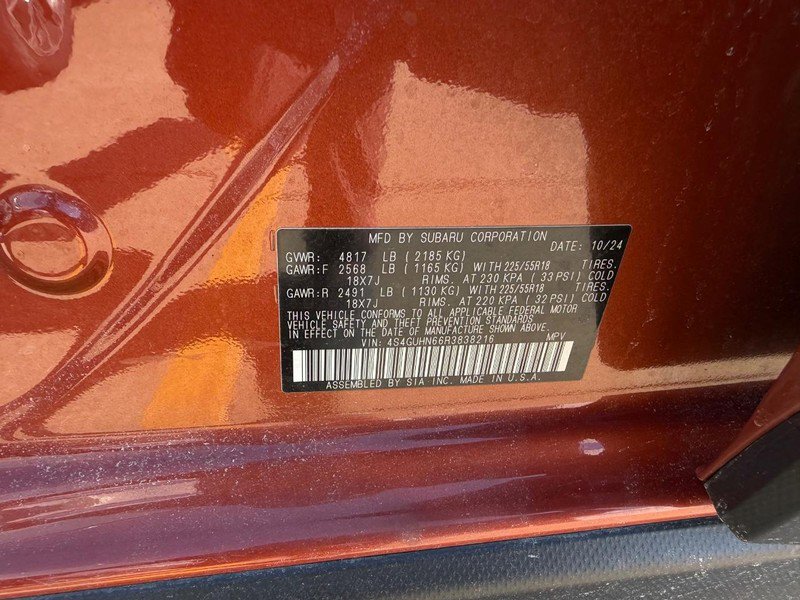 MFD BY SUBARU CORPORATION DATE: 10/24
GVWR: 4817 LB ( 2185 KG)
GAWR:F 2568 LB ( 1165 KG) WITH 225/55R18 TIRES.
18X7J RIMS. AT 230 KPA ( 33 PSI) COLD
GAWR:R 2491 LB ( 1130 KG) WITH 225/55R18 TIRES.
18X7J RIMS. AT 220 KPA ( 32 PSI) COLD
THIS VEHICLE CONFORMS TO ALL APPLICABLE FEDERAL MOTOR
VEHICLE SAFETY AND THEFT PREVENTION STANDARDS
IN EFFECT ON THE DATE OF MANUFACTURE SHOWN ABOVE.
VIN: 4S4GUHN66R3838216 MPV
ASSEMBLED BY SIA INC. MADE IN U.S.A.